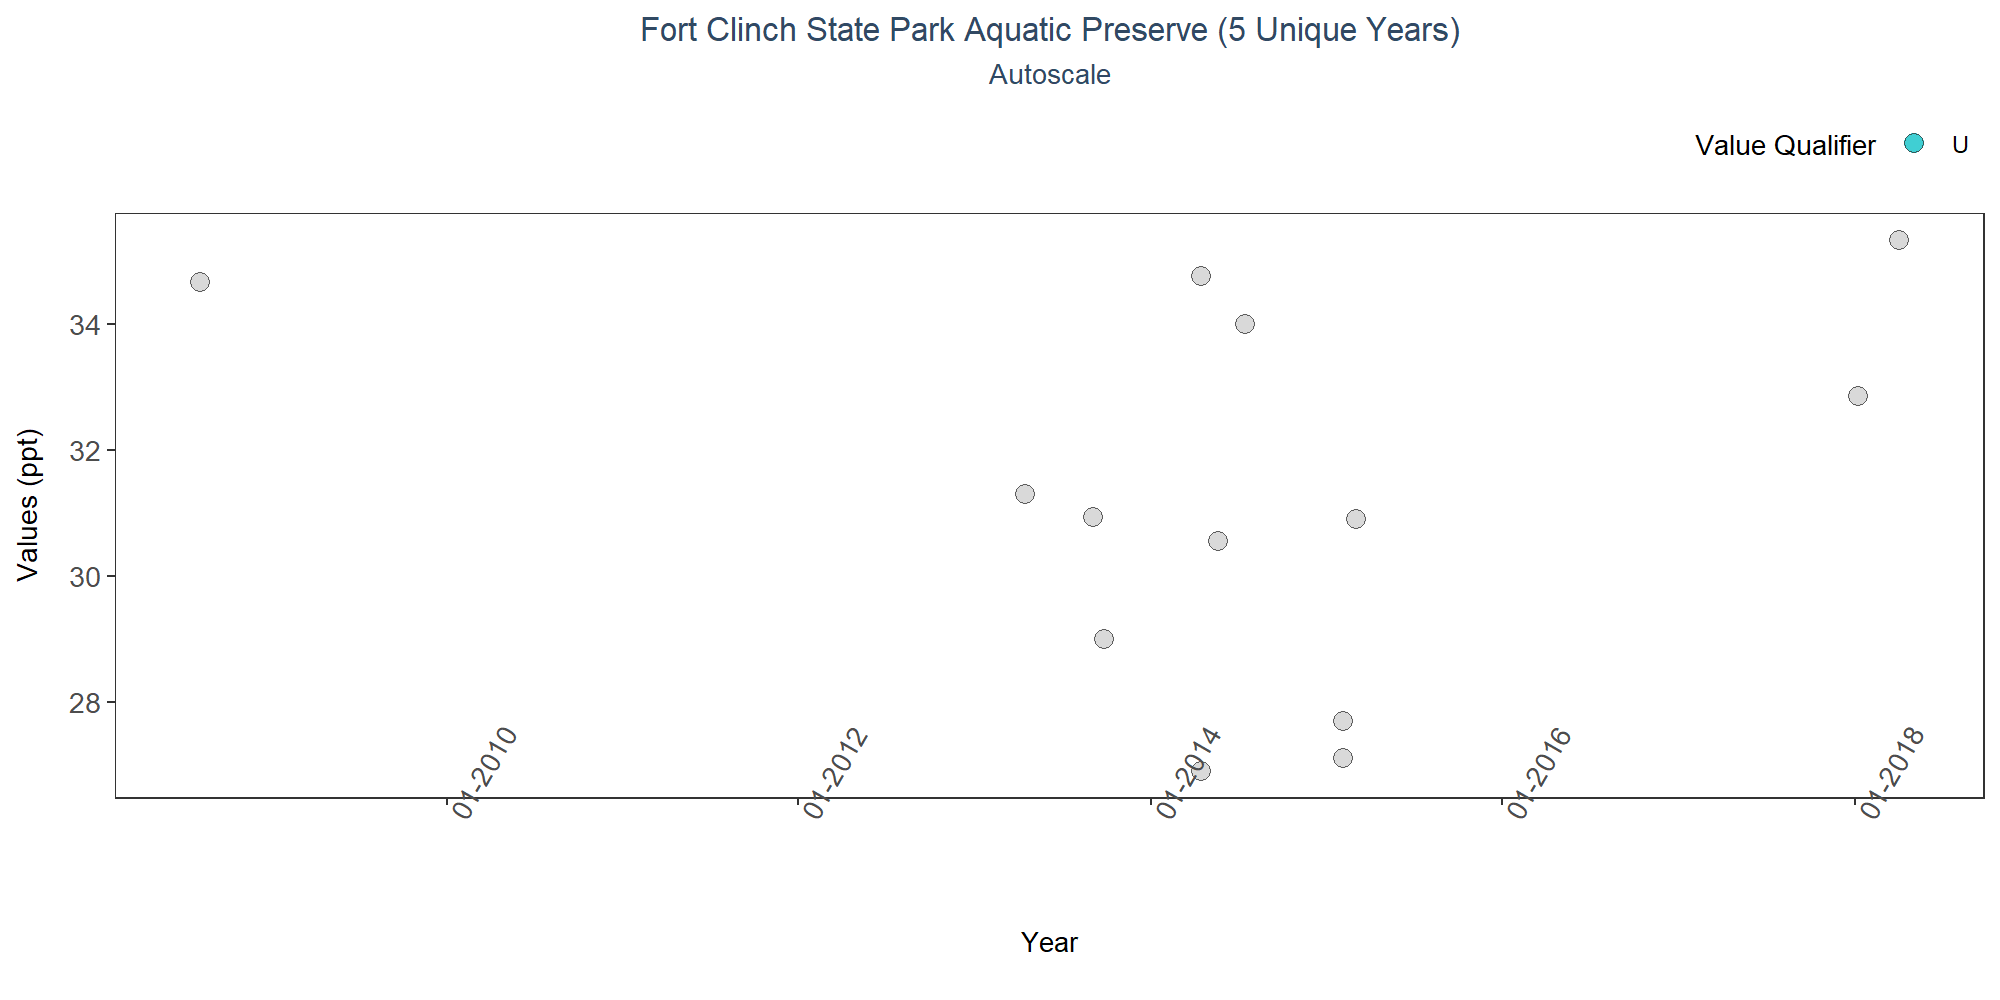 Fort Clinch State Park Aquatic Preserve (5 Unique Years)
Autoscale
Value Qualifier U
Values (ppt)
34
32
30
28
01-2010 01-2012 01-2014 01-2016 01-2018
Year